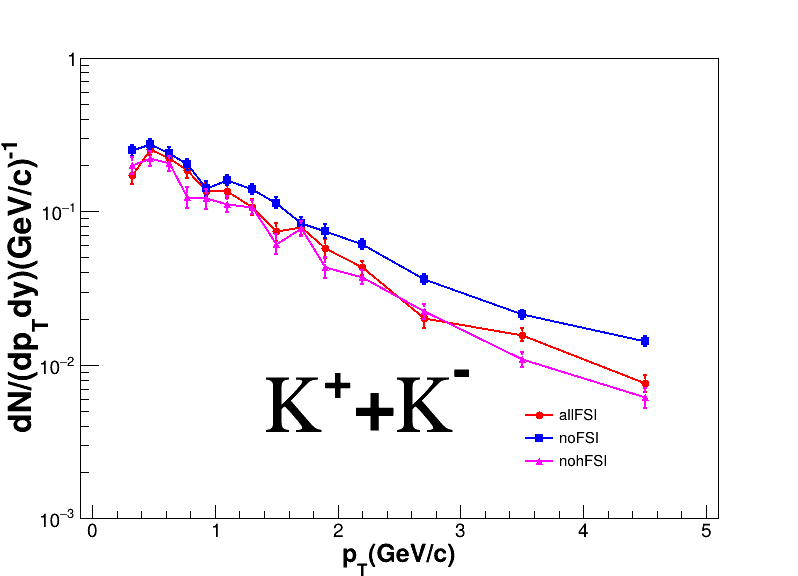 1
10⁻¹
10⁻²
10⁻³
dN/(dp_T dy)(GeV/c)⁻¹
K⁺+K⁻
allFSI
noFSI
nohFSI
0 1 2 3 4 5
p_T(GeV/c)